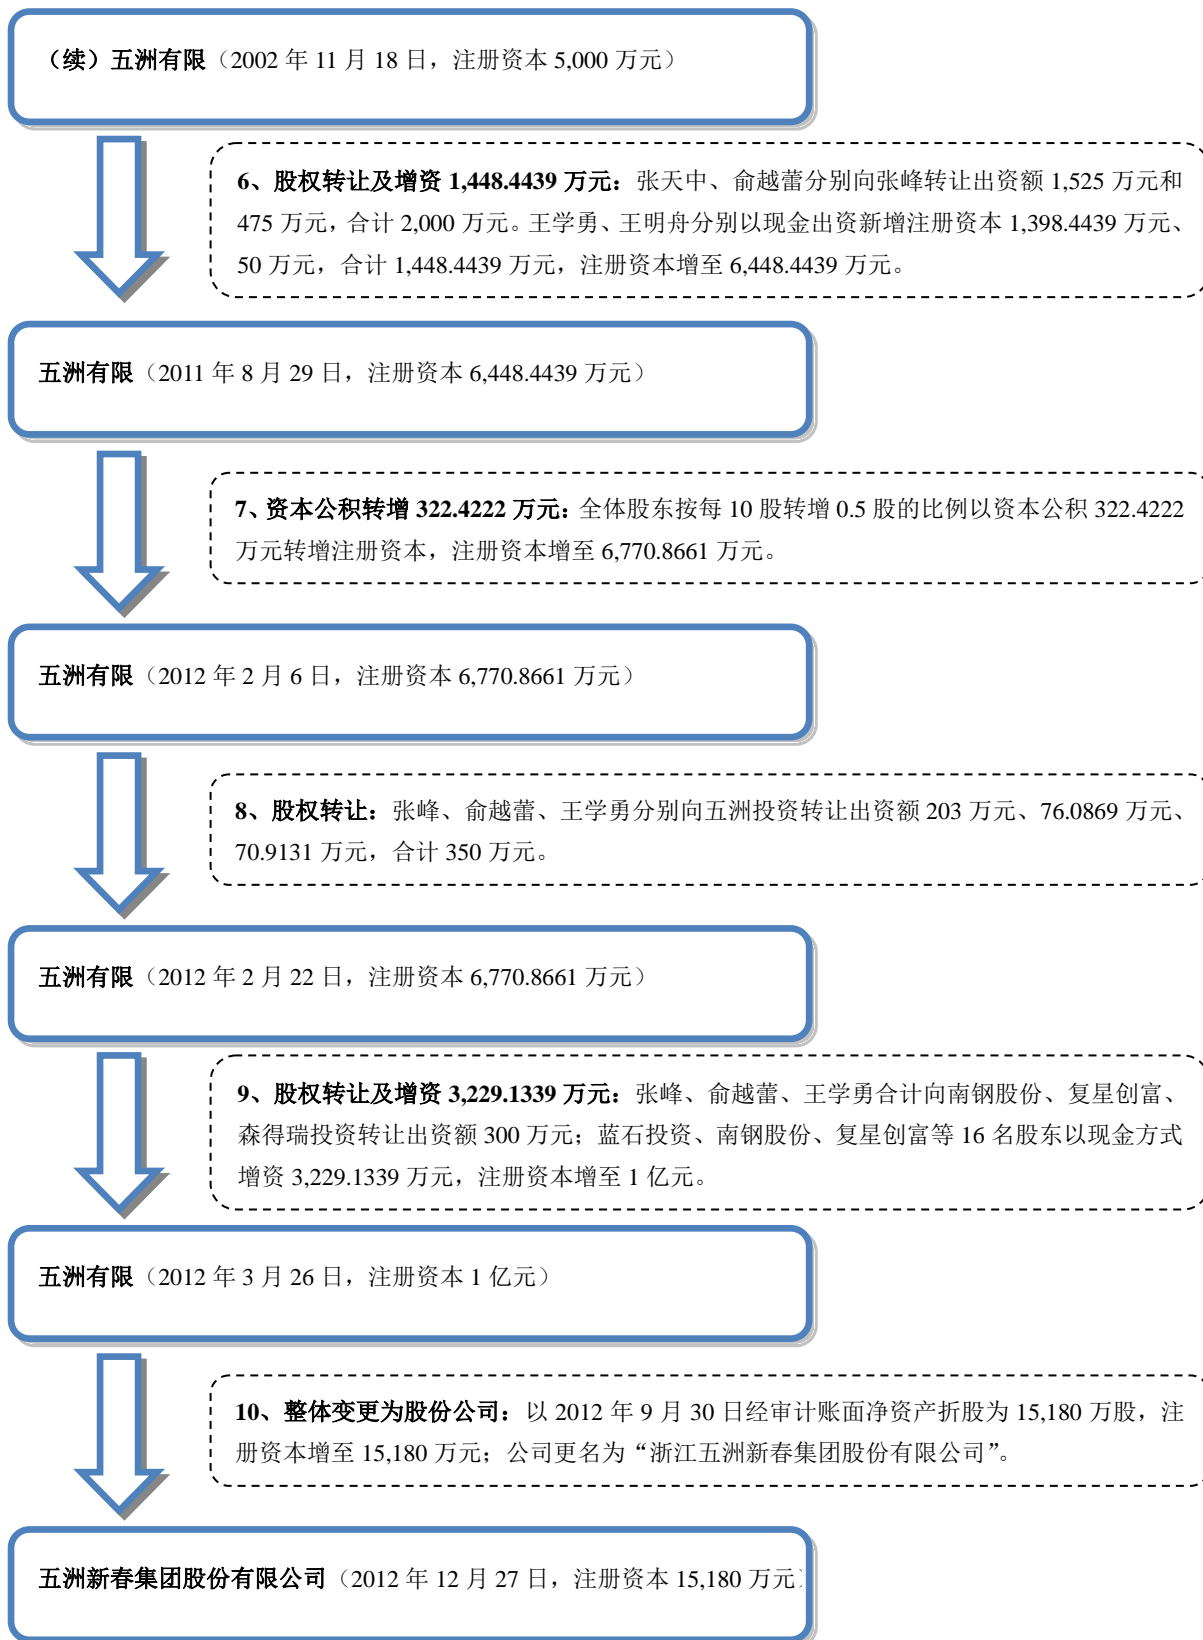 （续）五洲有限（2002 年 11 月 18 日，注册资本 5,000 万元）
6、股权转让及增资 1,448.4439 万元：张天中、俞越蕾分别向张峰转让出资额 1,525 万元和
475 万元，合计 2,000 万元。王学勇、王明舟分别以现金出资新增注册资本 1,398.4439 万元、
50 万元，合计 1,448.4439 万元，注册资本增至 6,448.4439 万元。
五洲有限（2011 年 8 月 29 日，注册资本 6,448.4439 万元）
7、资本公积转增 322.4222 万元：全体股东按每 10 股转增 0.5 股的比例以资本公积 322.4222
万元转增注册资本，注册资本增至 6,770.8661 万元。
五洲有限（2012 年 2 月 6 日，注册资本 6,770.8661 万元）
8、股权转让：张峰、俞越蕾、王学勇分别向五洲投资转让出资额 203 万元、76.0869 万元、
70.9131 万元，合计 350 万元。
五洲有限（2012 年 2 月 22 日，注册资本 6,770.8661 万元）
9、股权转让及增资 3,229.1339 万元：张峰、俞越蕾、王学勇合计向南钢股份、复星创富、
森得瑞投资转让出资额 300 万元；蓝石投资、南钢股份、复星创富等 16 名股东以现金方式
增资 3,229.1339 万元，注册资本增至 1 亿元。
五洲有限（2012 年 3 月 26 日，注册资本 1 亿元）
10、整体变更为股份公司：以 2012 年 9 月 30 日经审计账面净资产折股为 15,180 万股，注
册资本增至 15,180 万元；公司更名为“浙江五洲新春集团股份有限公司”。
五洲新春集团股份有限公司（2012 年 12 月 27 日，注册资本 15,180 万元）